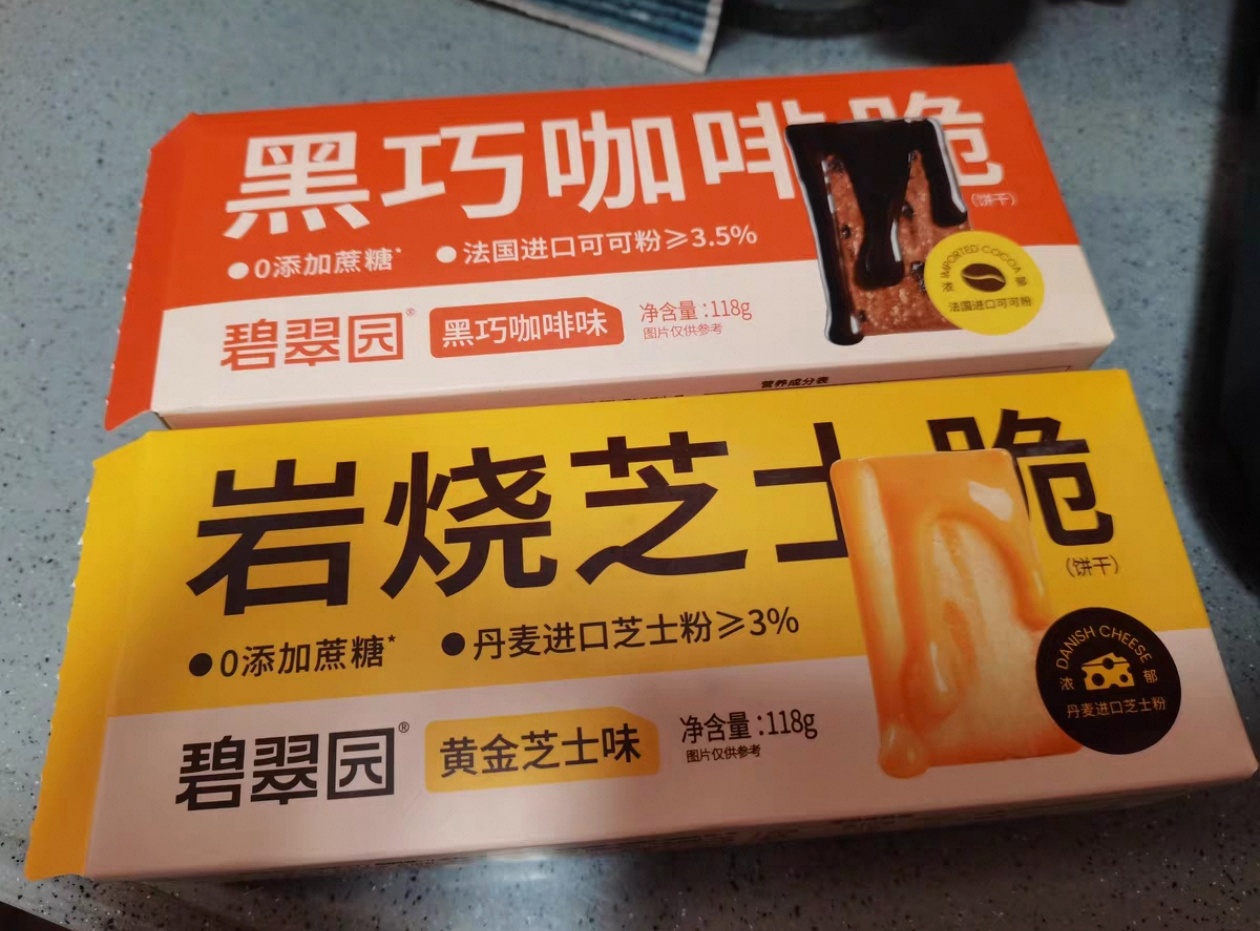 黑巧咖啡脆
(饼干)
●0添加蔗糖* ●法国进口可可粉≥3.5%
IMPORTED COCOA
浓 郁
法国进口可可粉
碧翠园® 黑巧咖啡味 净含量:118g
图片仅供参考
营养成分表
岩烧芝士脆
(饼干)
●0添加蔗糖* ●丹麦进口芝士粉≥3%
DANISH CHEESE
浓 郁
丹麦进口芝士粉
碧翠园® 黄金芝士味 净含量:118g
图片仅供参考